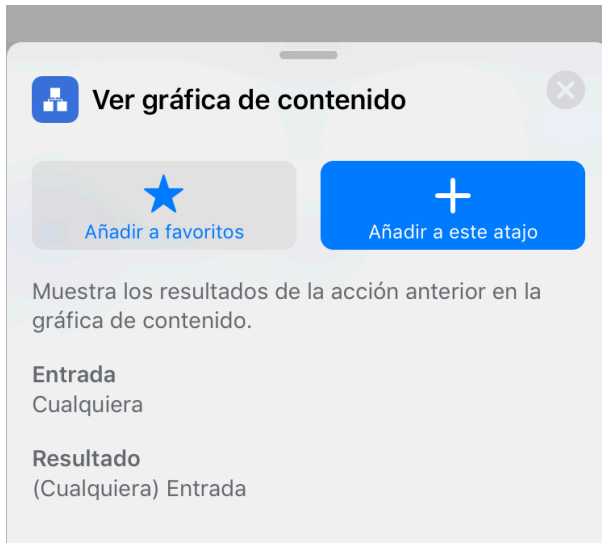 Ver gráfica de contenido
Añadir a favoritos
Añadir a este atajo
Muestra los resultados de la acción anterior en la
gráfica de contenido.
Entrada
Cualquiera
Resultado
(Cualquiera) Entrada